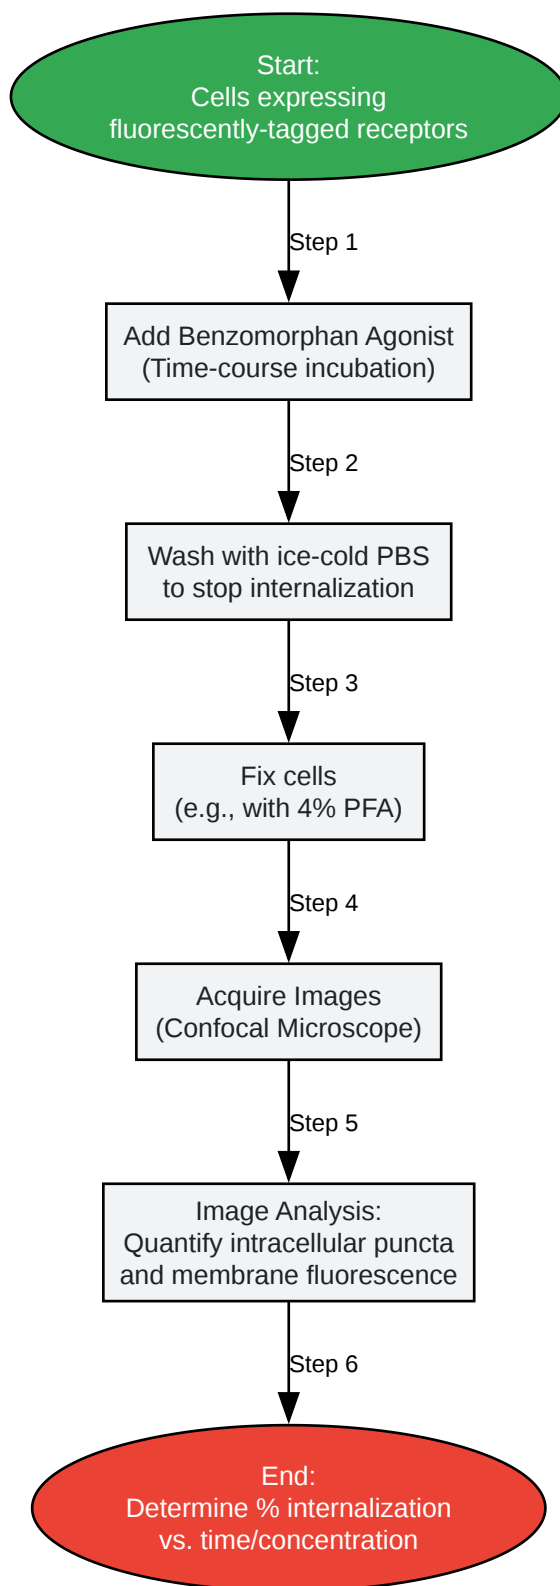 Start:
Cells expressing
fluorescently-tagged receptors
Step 1
Add Benzomorphan Agonist
(Time-course incubation)
Step 2
Wash with ice-cold PBS
to stop internalization
Step 3
Fix cells
(e.g., with 4% PFA)
Step 4
Acquire Images
(Confocal Microscope)
Step 5
Image Analysis:
Quantify intracellular puncta
and membrane fluorescence
Step 6
End:
Determine % internalization
vs. time/concentration